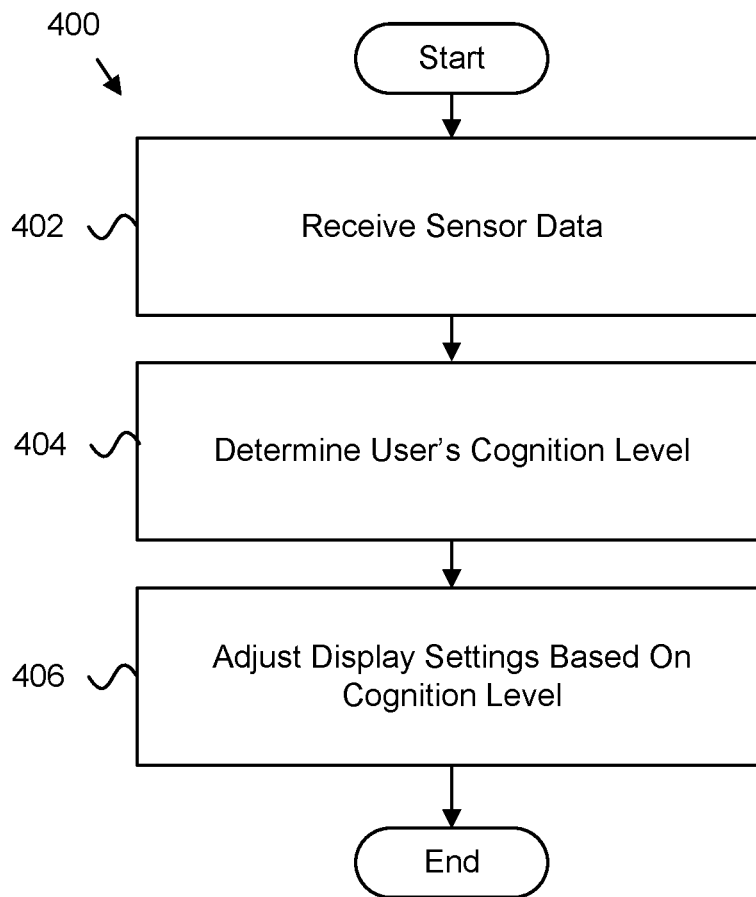 400
Start
402
Receive Sensor Data
404
Determine User’s Cognition Level
406
Adjust Display Settings Based On
Cognition Level
End